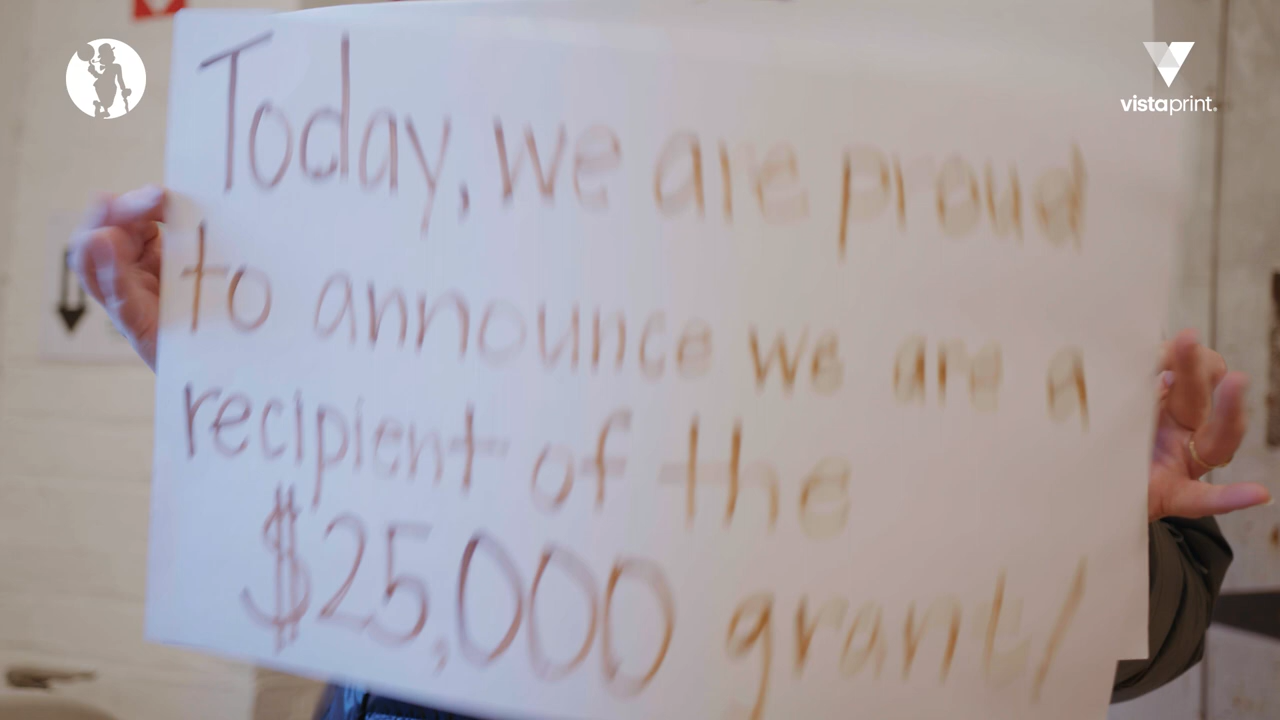 vistaprint.
Today, we are proud
to announce we are a
recipient of the
$25,000 grant!